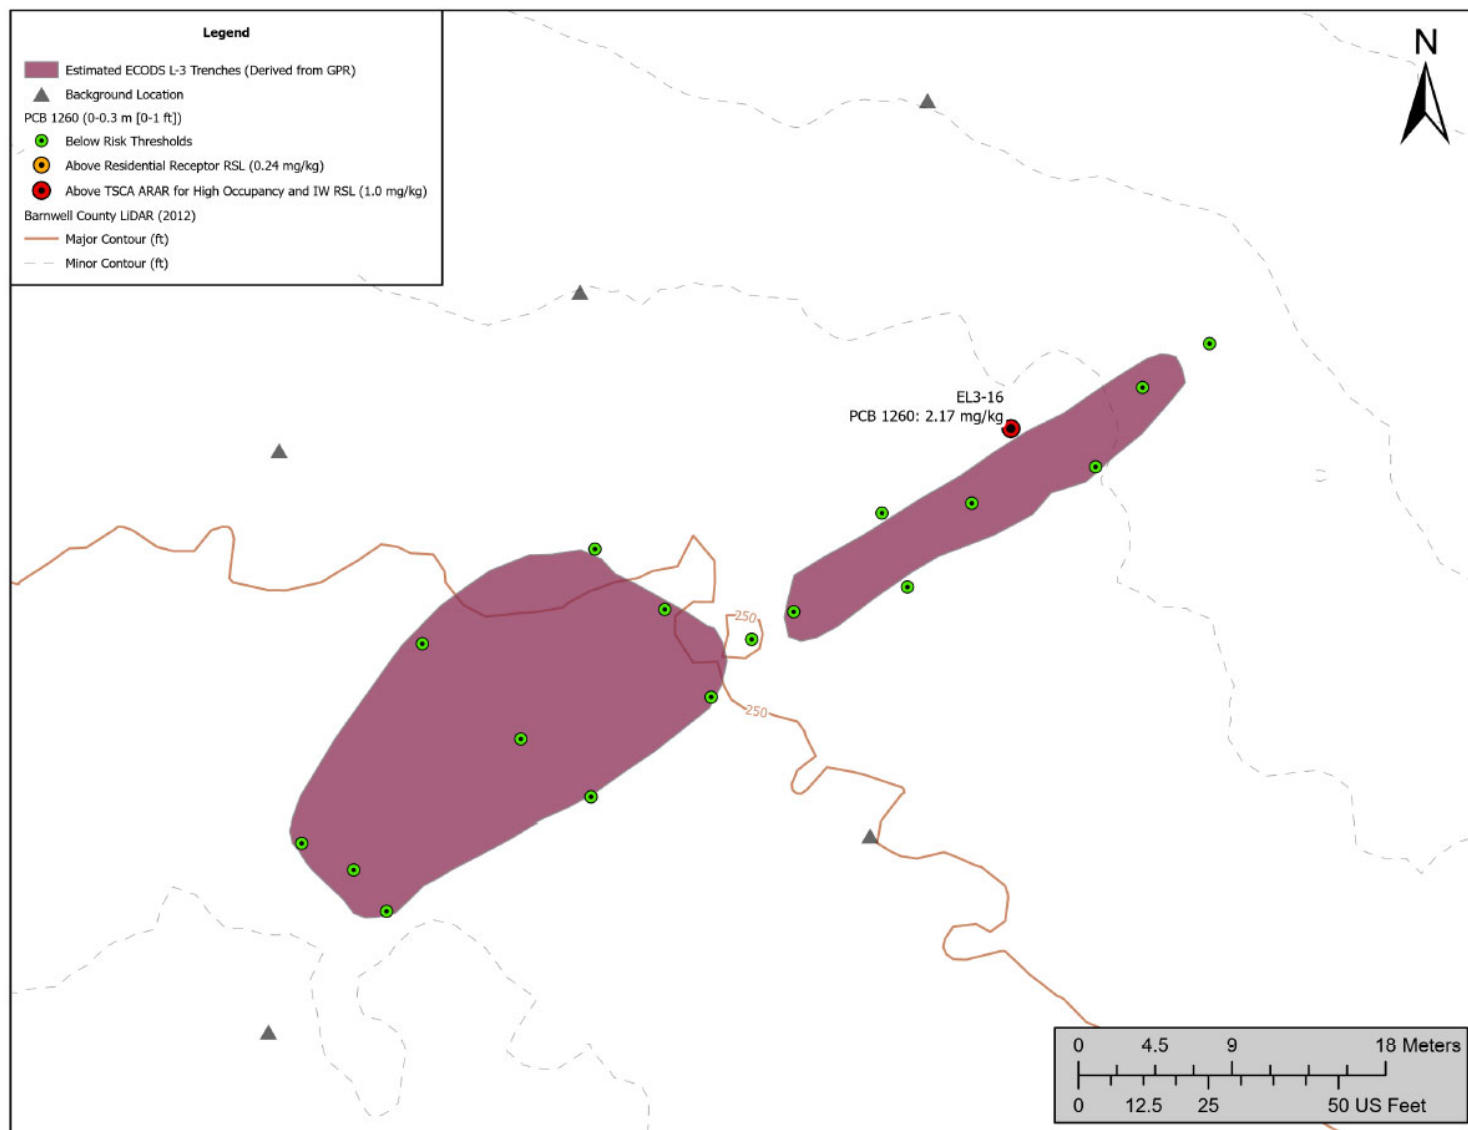 Legend
Estimated ECODS L-3 Trenches (Derived from GPR)
Background Location
PCB 1260 (0-0.3 m [0-1 ft])
Below Risk Thresholds
Above Residential Receptor RSL (0.24 mg/kg)
Above TSCA ARAR for High Occupancy and IW RSL (1.0 mg/kg)
Barnwell County LiDAR (2012)
Major Contour (ft)
Minor Contour (ft)
N
EL3-16
PCB 1260: 2.17 mg/kg
250
250
0 4.5 9 18 Meters
0 12.5 25 50 US Feet